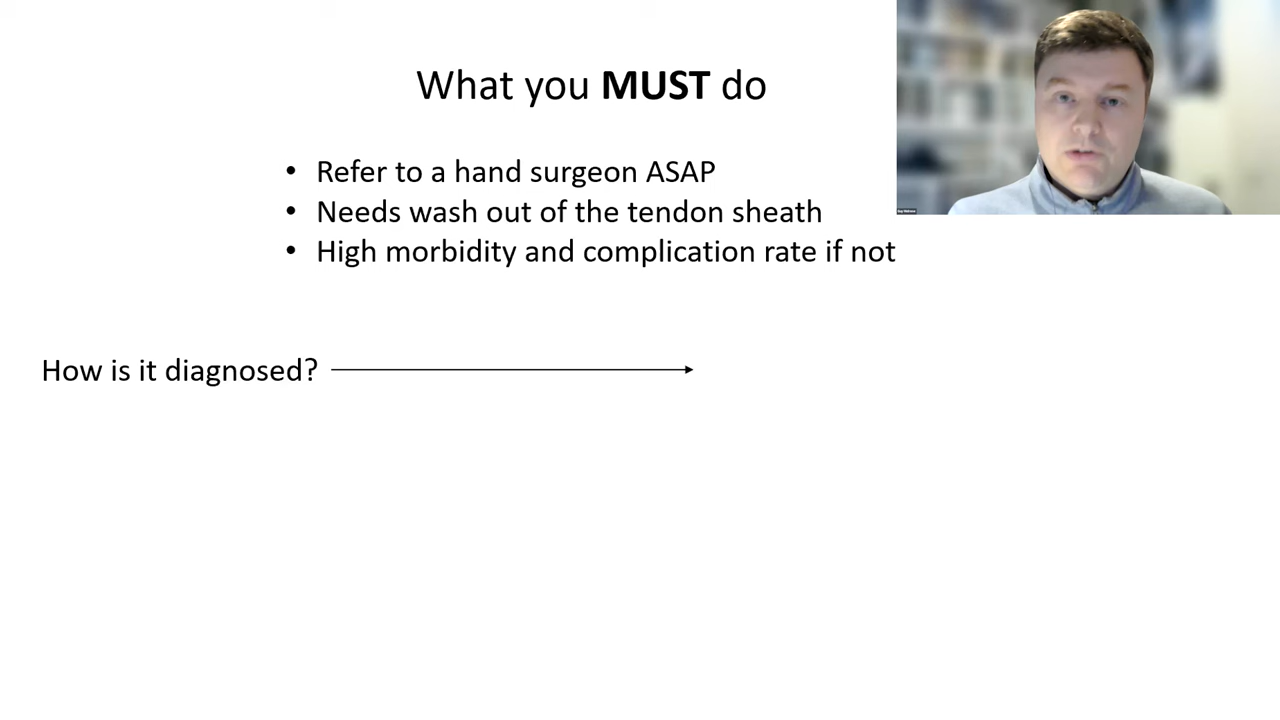 What you MUST do
• Refer to a hand surgeon ASAP
• Needs wash out of the tendon sheath
• High morbidity and complication rate if not
How is it diagnosed?